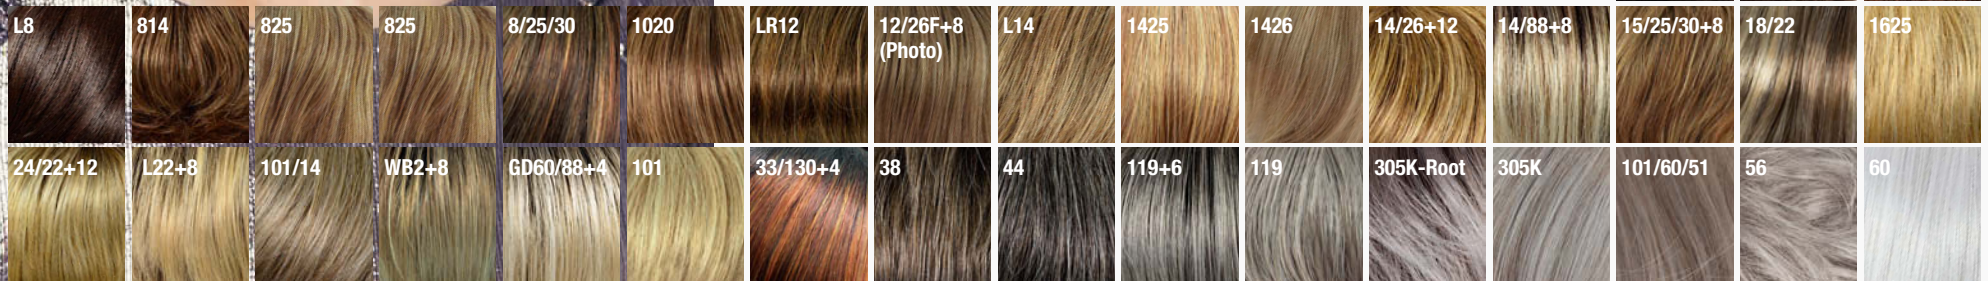 L8
814
825
825
8/25/30
1020
LR12
12/26F+8
(Photo)
L14
1425
1426
14/26+12
14/88+8
15/25/30+8
18/22
1625
24/22+12
L22+8
101/14
WB2+8
GD60/88+4
101
33/130+4
38
44
119+6
119
305K-Root
305K
101/60/51
56
60